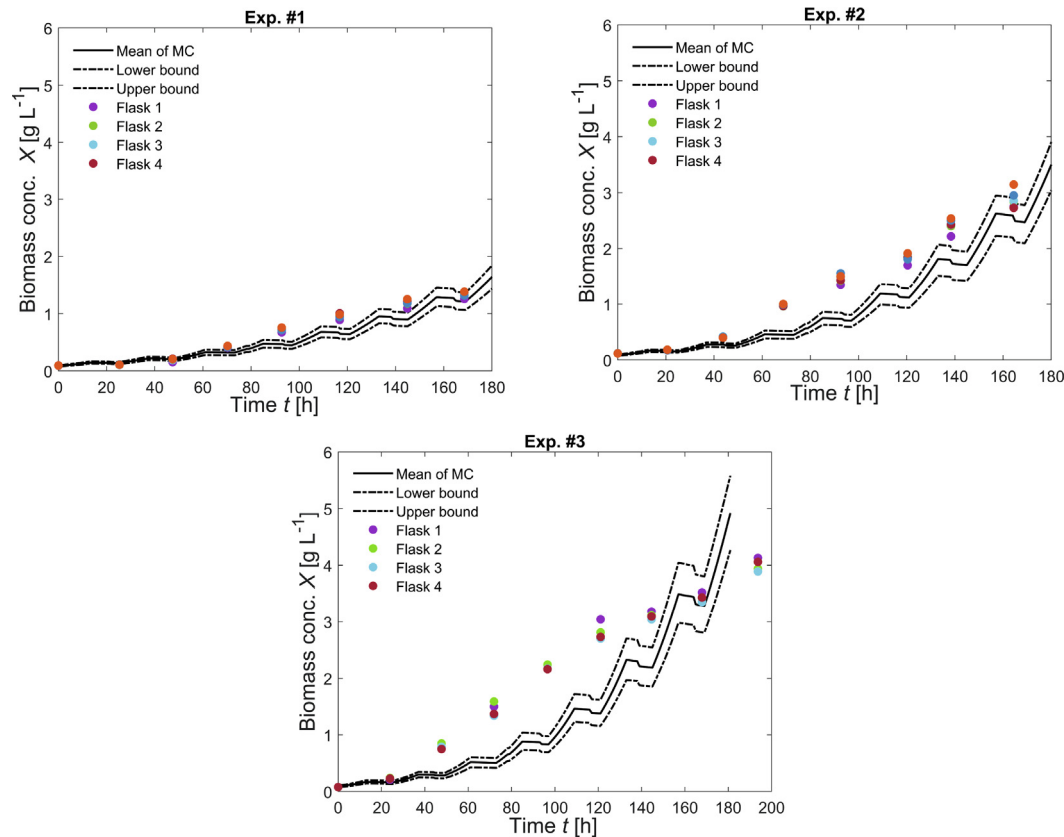 Exp. #1
6
5
4
3
2
1
0
Biomass conc. X [g L-1]
Mean of MC
Lower bound
Upper bound
Flask 1
Flask 2
Flask 3
Flask 4
0 20 40 60 80 100 120 140 160 180
Time t [h]
Exp. #2
6
5
4
3
2
1
0
Biomass conc. X [g L-1]
Mean of MC
Lower bound
Upper bound
Flask 1
Flask 2
Flask 3
Flask 4
0 20 40 60 80 100 120 140 160 180
Time t [h]
Exp. #3
6
5
4
3
2
1
0
Biomass conc. X [g L-1]
Mean of MC
Lower bound
Upper bound
Flask 1
Flask 2
Flask 3
Flask 4
0 20 40 60 80 100 120 140 160 180 200
Time t [h]